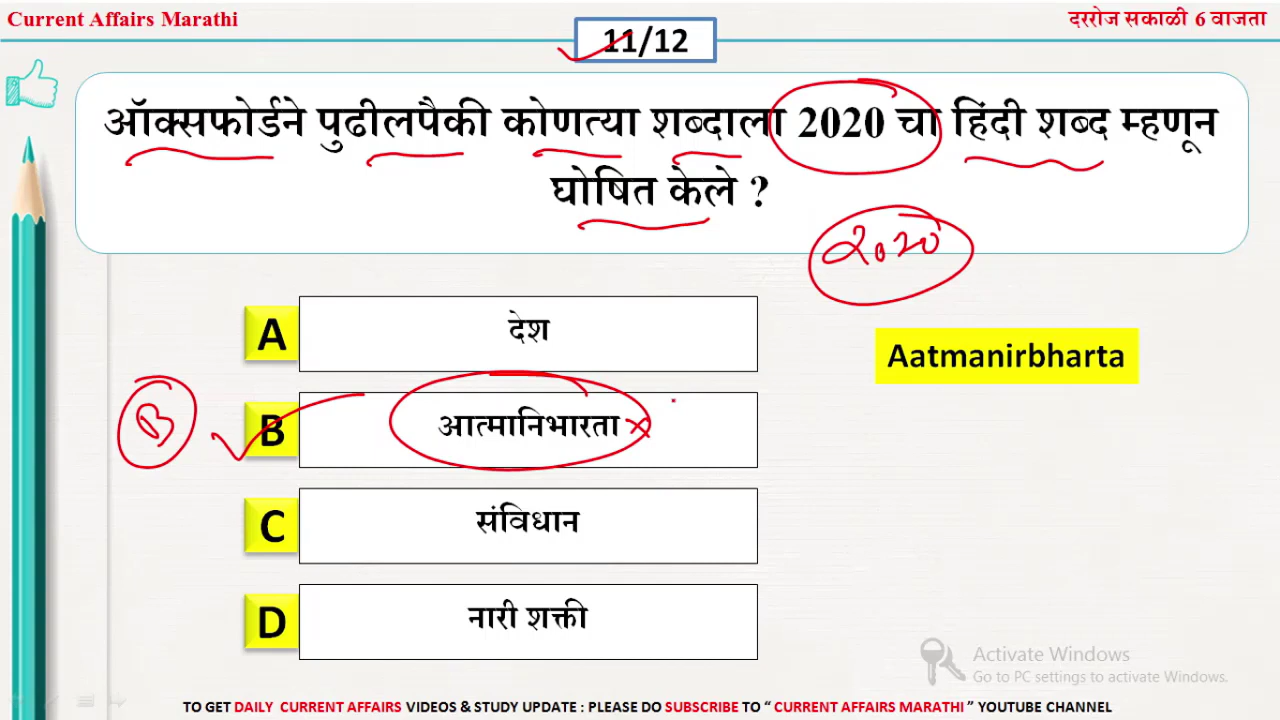 Current Affairs Marathi
दररोज सकाळी 6 वाजता
11/12
ऑक्सफोर्डने पुढीलपैकी कोणत्या शब्दाला 2020 चा हिंदी शब्द म्हणून
घोषित केले ?
२०२०
A देश
Aatmanirbharta
B B आत्मानिभारता
C संविधान
D नारी शक्ती
Activate Windows
Go to PC settings to activate Windows.
TO GET DAILY CURRENT AFFAIRS VIDEOS & STUDY UPDATE : PLEASE DO SUBSCRIBE TO “ CURRENT AFFAIRS MARATHI ” YOUTUBE CHANNEL